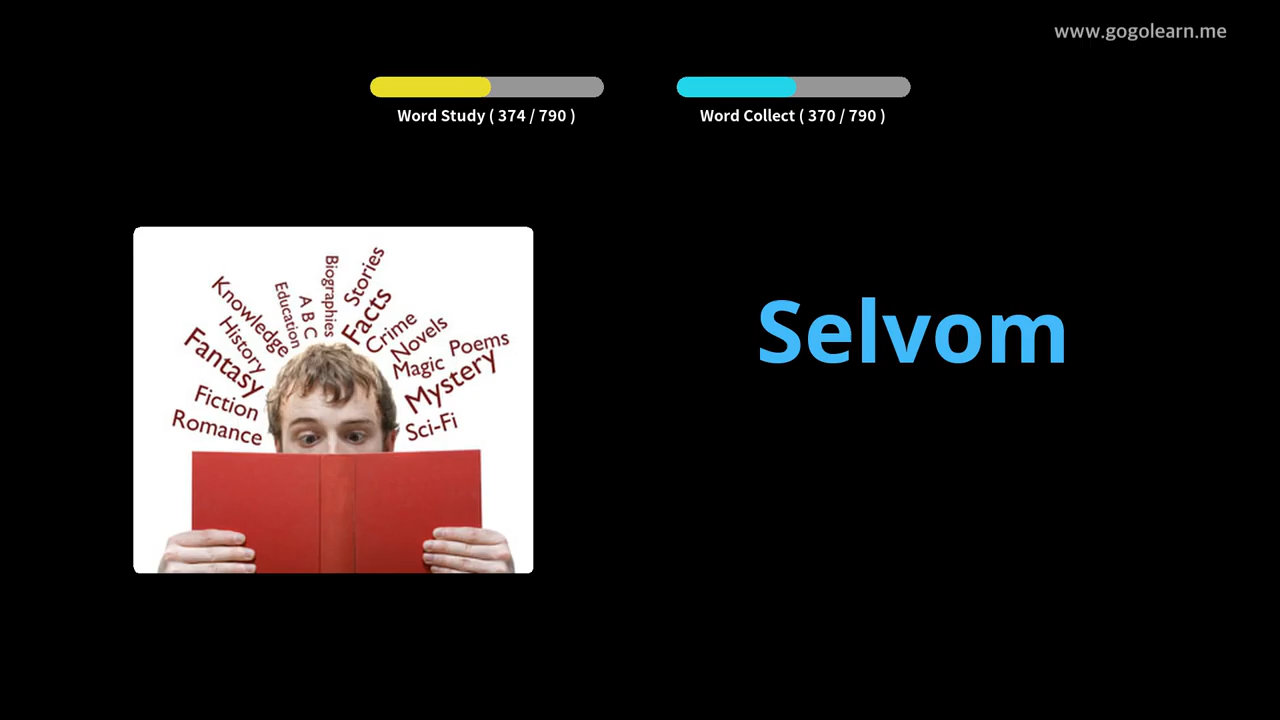 www.gogolearn.me
Word Study ( 374 / 790 )
Word Collect ( 370 / 790 )
Selvom
Biographies
Stories
Education
A B C
Facts
Knowledge
Crime
History
Novels
Poems
Fantasy
Magic
Mystery
Fiction
Romance
Sci-Fi